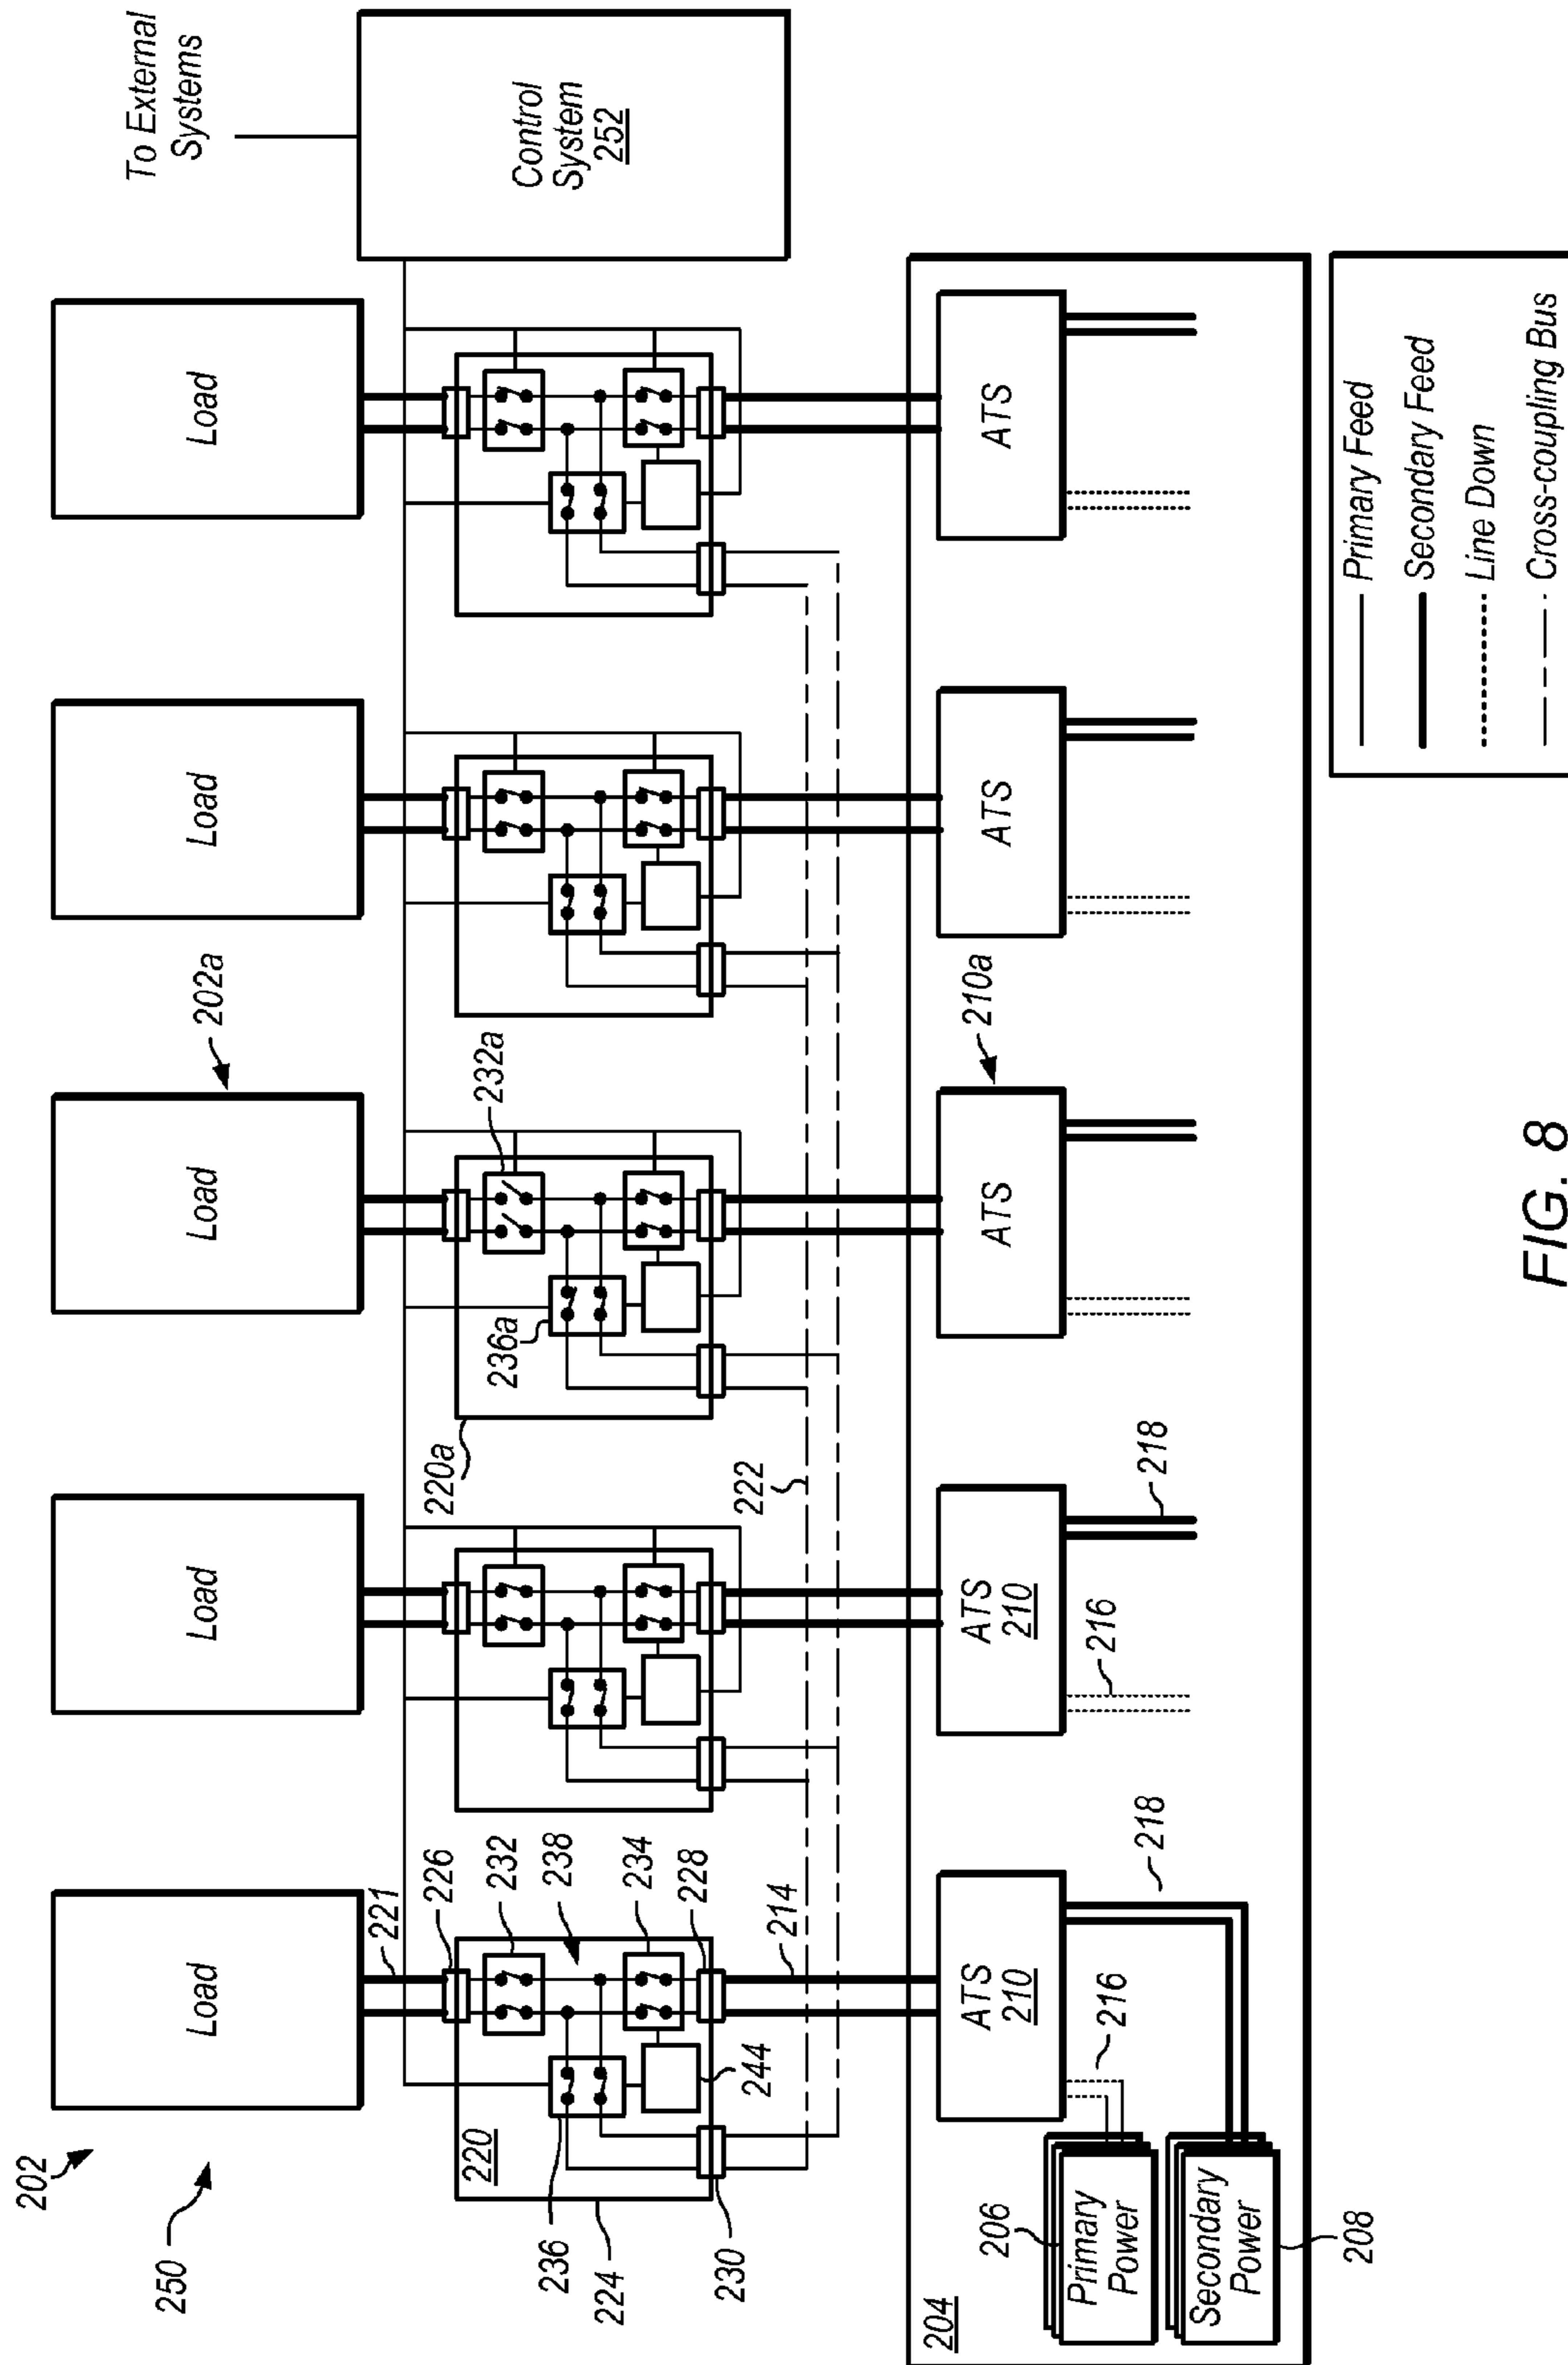 202
250
Load
Load
Load
Load
Load
202a
To External
Systems
221
226
232
238
234
228
214
220
236
224
230
244
220a
236a
232a
222
Control
System
252
204
206
Primary
Power
Secondary
Power
208
ATS
210
216
218
ATS
210
216
218
ATS
210a
ATS
ATS
Primary Feed
Secondary Feed
Line Down
Cross-coupling Bus
FIG. 8